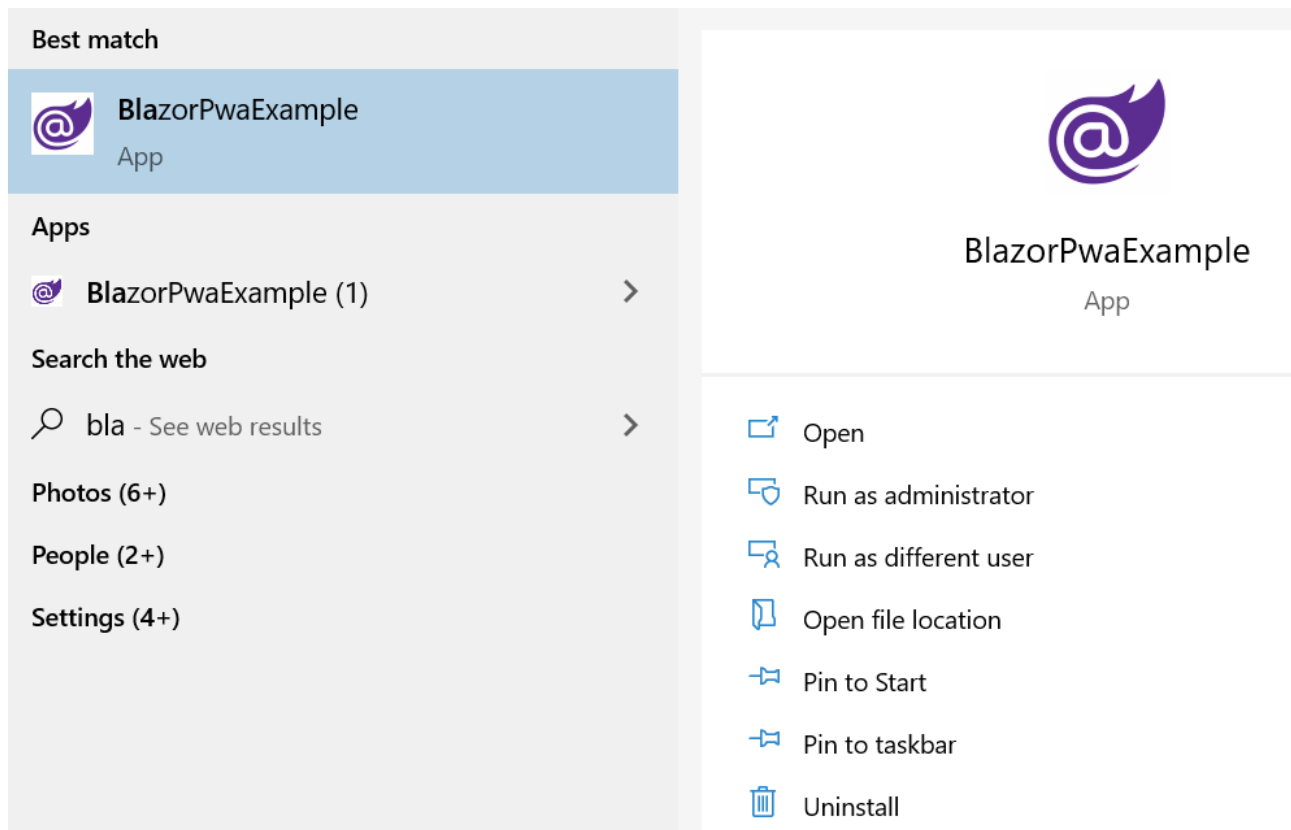 Best match
BlazorPwaExample
App
Apps
BlazorPwaExample (1)
Search the web
bla - See web results
Photos (6+)
People (2+)
Settings (4+)
BlazorPwaExample
App
Open
Run as administrator
Run as different user
Open file location
Pin to Start
Pin to taskbar
Uninstall